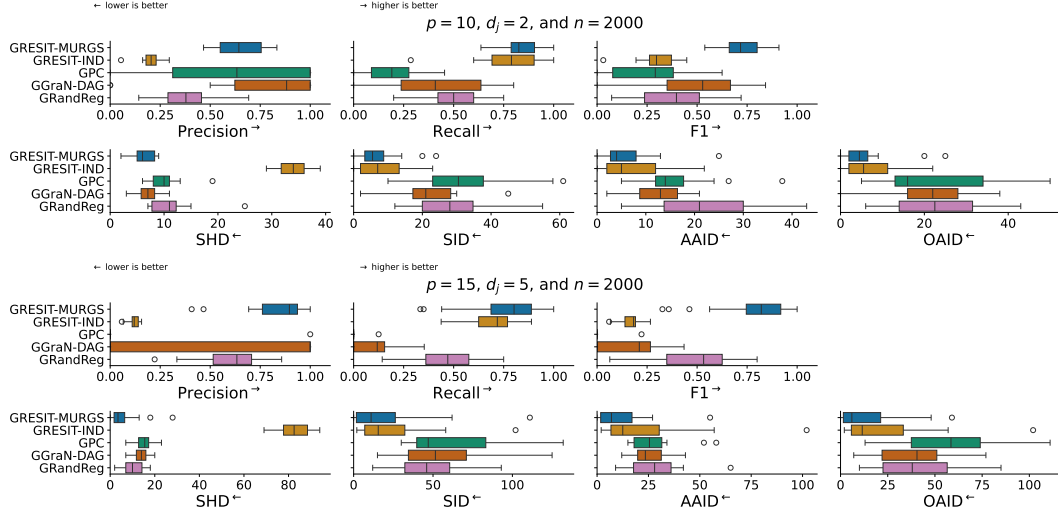 ← lower is better → higher is better
p = 10, d_j = 2, and n = 2000
GRESIT-MURGS
GRESIT-IND
GPC
GGraN-DAG
GRandReg
0.00 0.25 0.50 0.75 1.00 0.00 0.25 0.50 0.75 1.00 0.00 0.25 0.50 0.75 1.00
Precision→ Recall→ F1→
GRESIT-MURGS
GRESIT-IND
GPC
GGraN-DAG
GRandReg
0 10 20 30 40 0 20 40 60 0 10 20 30 40 0 20 40
SHD← SID← AAID← OAID←
← lower is better → higher is better
p = 15, d_j = 5, and n = 2000
GRESIT-MURGS
GRESIT-IND
GPC
GGraN-DAG
GRandReg
0.00 0.25 0.50 0.75 1.00 0.00 0.25 0.50 0.75 1.00 0.00 0.25 0.50 0.75 1.00
Precision→ Recall→ F1→
GRESIT-MURGS
GRESIT-IND
GPC
GGraN-DAG
GRandReg
0 20 40 60 80 0 50 100 0 25 50 75 100 0 25 50 75 100
SHD← SID← AAID← OAID←